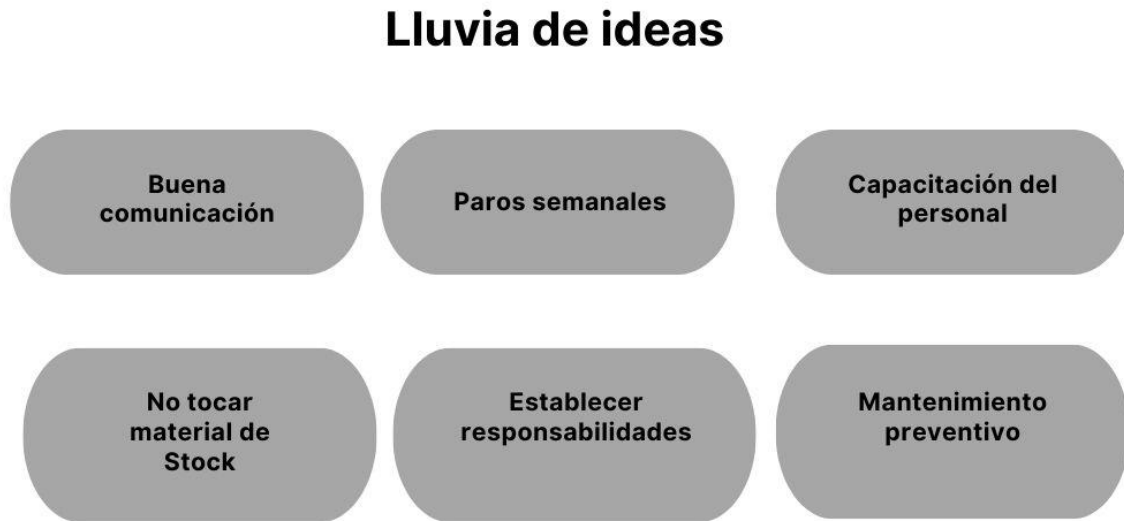 Lluvia de ideas
Buena
comunicación
Paros semanales
Capacitación del
personal
No tocar
material de
Stock
Establecer
responsabilidades
Mantenimiento
preventivo